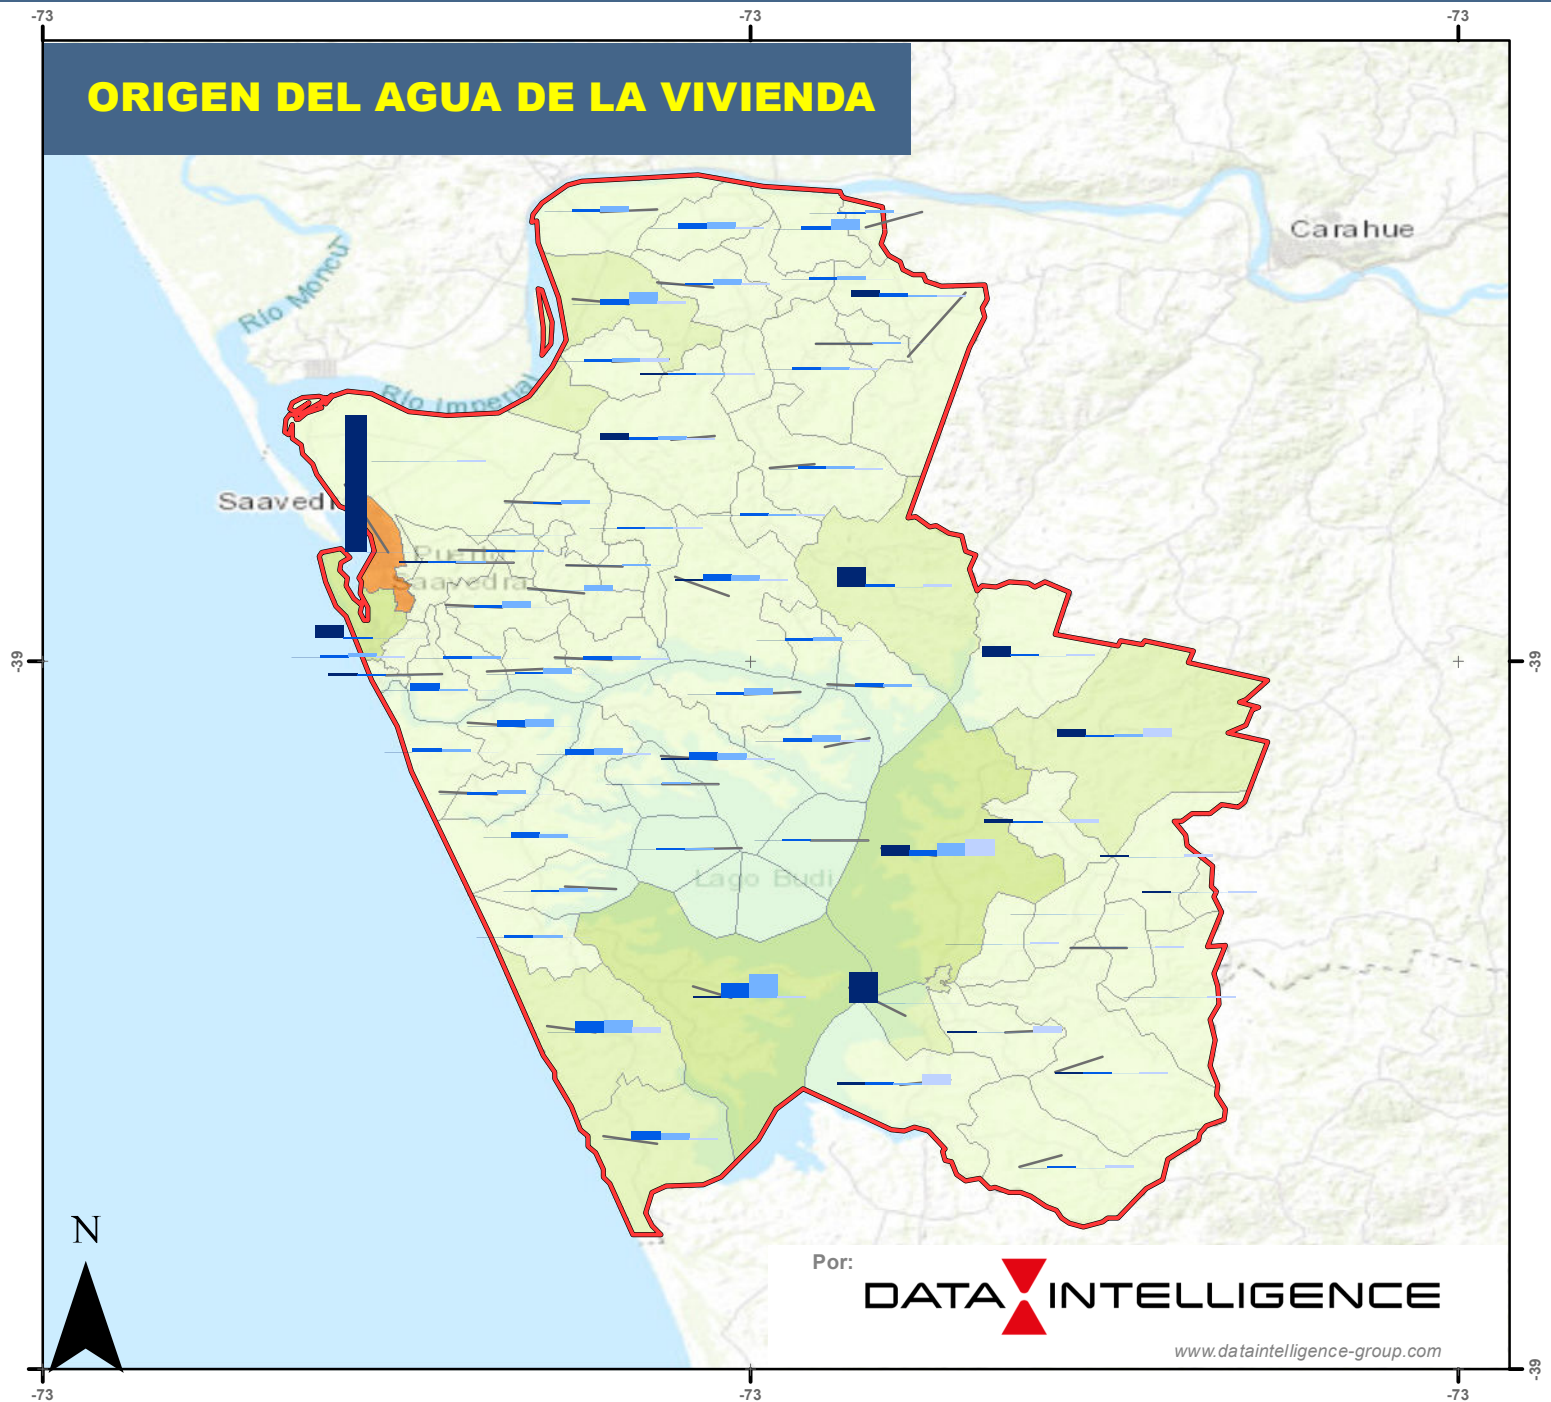 -73 -73 -73
ORIGEN DEL AGUA DE LA VIVIENDA
Carahue
Río Moncul
Río Imperial
Saavedr
Puerto
Saavedra
-39 -39
Lago Budi
N
Por:
DATA INTELLIGENCE
www.dataintelligence-group.com
-39
-73 -73 -73